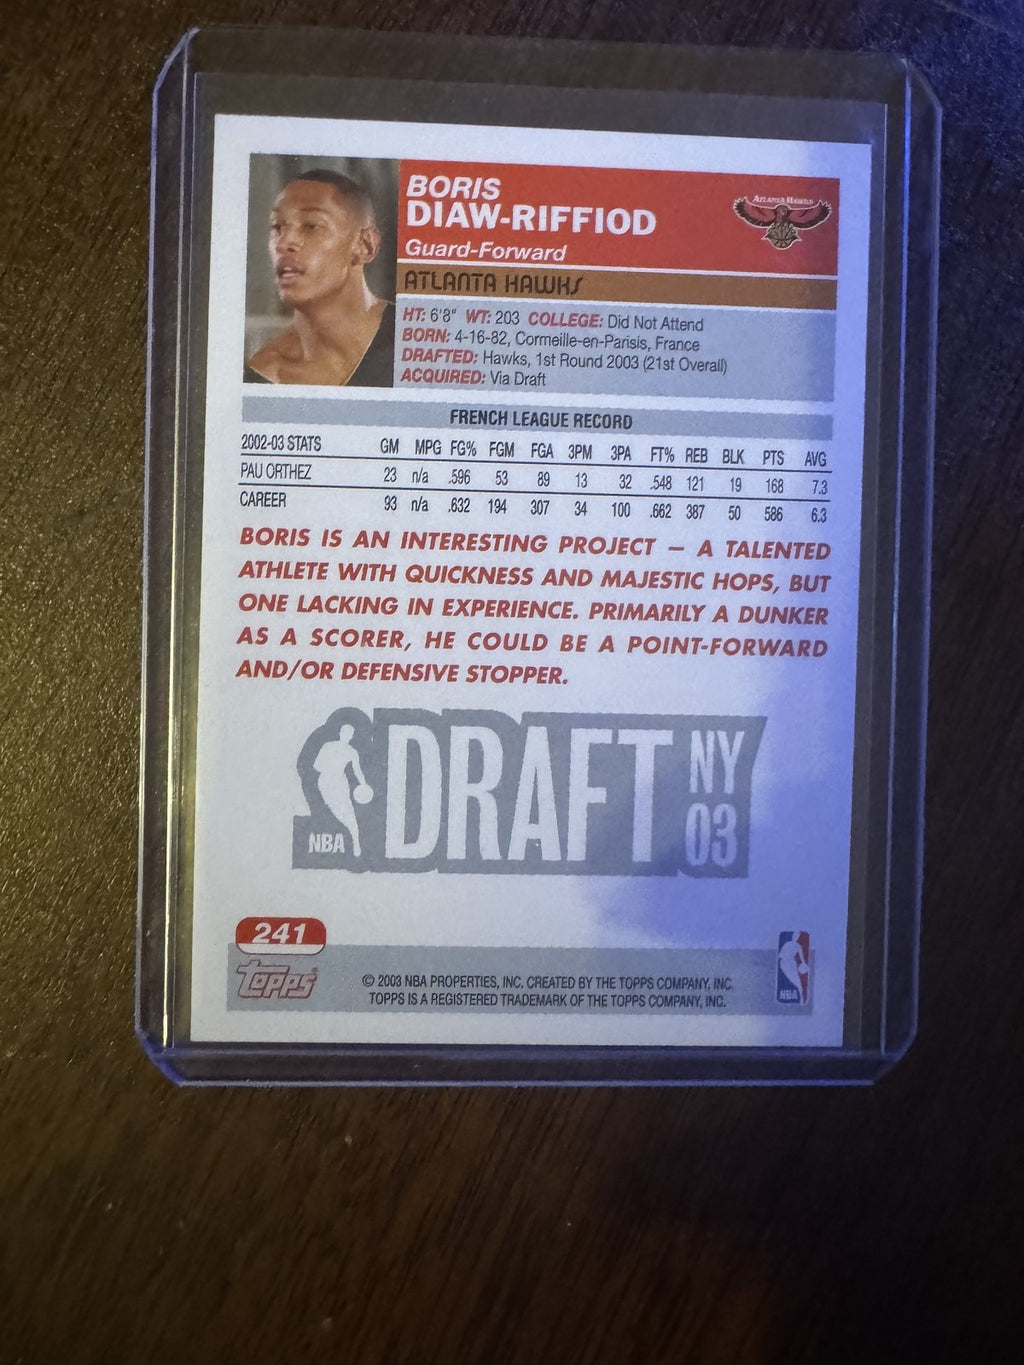 BORIS
DIAW-RIFFIOD
Guard-Forward
ATLANTA HAWKS
ATLANTA HAWKS
HT: 6'8" WT: 203 COLLEGE: Did Not Attend
BORN: 4-16-82, Cormeille-en-Parisis, France
DRAFTED: Hawks, 1st Round 2003 (21st Overall)
ACQUIRED: Via Draft
FRENCH LEAGUE RECORD
2002-03 STATS GM MPG FG% FGM FGA 3PM 3PA FT% REB BLK PTS AVG
PAU ORTHEZ 23 n/a .596 53 89 13 32 .548 121 19 168 7.3
CAREER 93 n/a .632 194 307 34 100 .662 387 50 586 6.3
BORIS IS AN INTERESTING PROJECT – A TALENTED
ATHLETE WITH QUICKNESS AND MAJESTIC HOPS, BUT
ONE LACKING IN EXPERIENCE. PRIMARILY A DUNKER
AS A SCORER, HE COULD BE A POINT-FORWARD
AND/OR DEFENSIVE STOPPER.
NBA DRAFT NY
03
241
TOPPS®
© 2003 NBA PROPERTIES, INC. CREATED BY THE TOPPS COMPANY, INC.
TOPPS IS A REGISTERED TRADEMARK OF THE TOPPS COMPANY, INC.
NBA